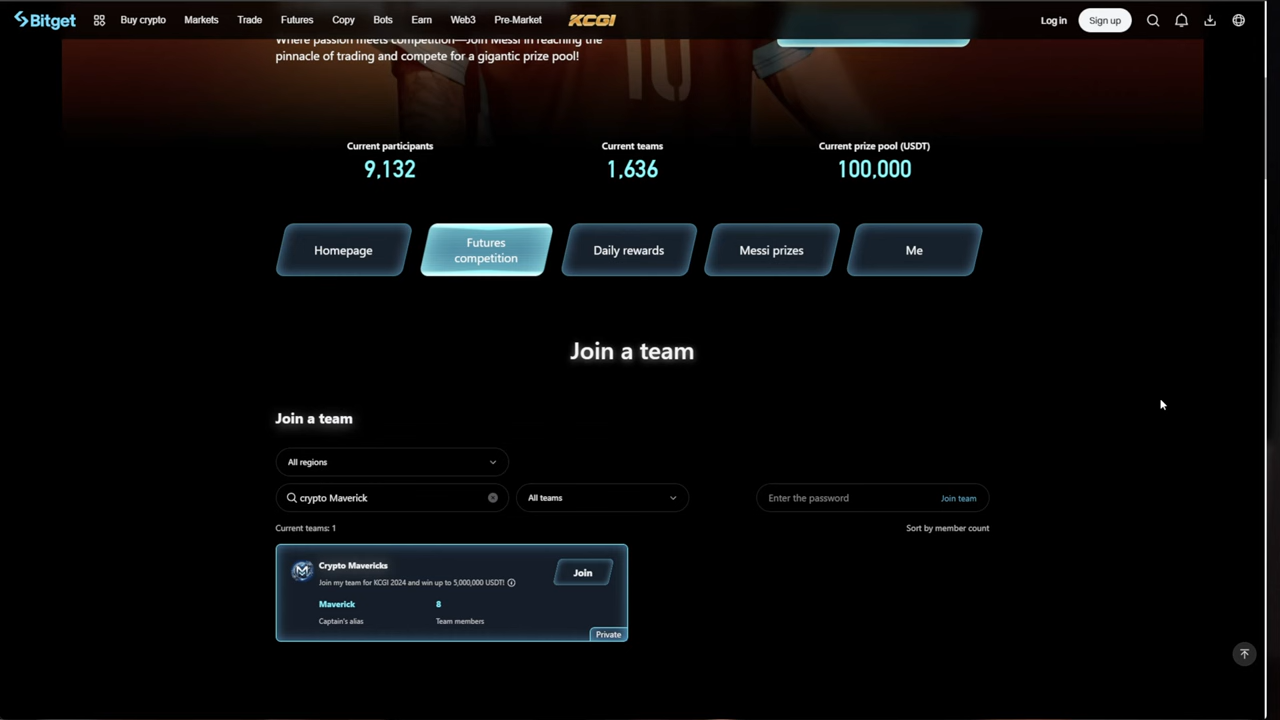 Bitget
Buy crypto
Markets
Trade
Futures
Copy
Bots
Earn
Web3
Pre-Market
KCGI
Log in
Sign up
Where passion meets competition—Join Messi in reaching the
pinnacle of trading and compete for a gigantic prize pool!
10
Current participants
9,132
Current teams
1,636
Current prize pool (USDT)
100,000
Homepage
Futures
competition
Daily rewards
Messi prizes
Me
Join a team
Join a team
All regions
crypto Maverick
All teams
Enter the password
Join team
Current teams: 1
Sort by member count
Crypto Mavericks
Join my team for KCGI 2024 and win up to 5,000,000 USDT!
Join
Maverick
8
Captain's alias
Team members
Private